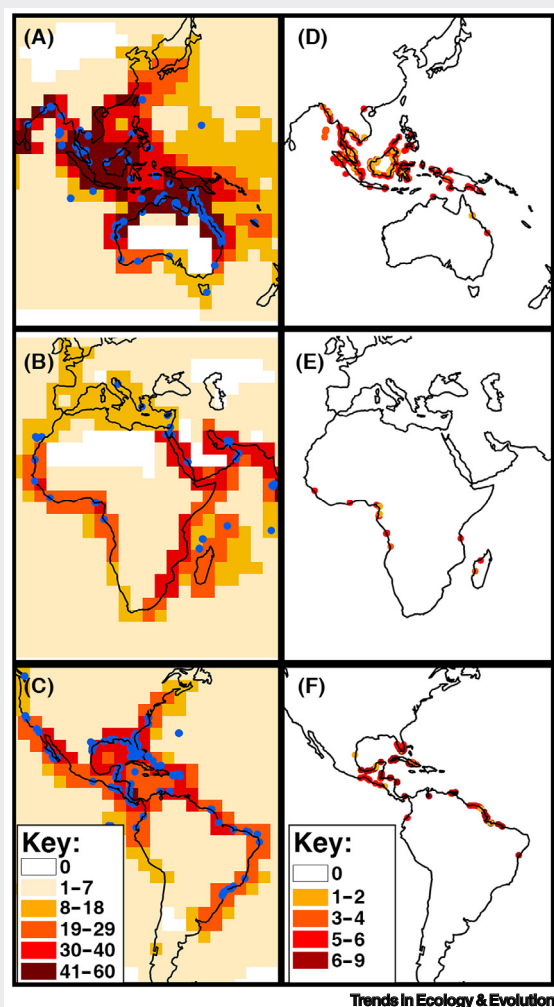 (A)
(D)
(B)
(E)
(C)
(F)
Key:
0
1–7
8–18
19–29
30–40
41–60
Key:
0
1–2
3–4
5–6
6–9
Trends in Ecology & Evolution